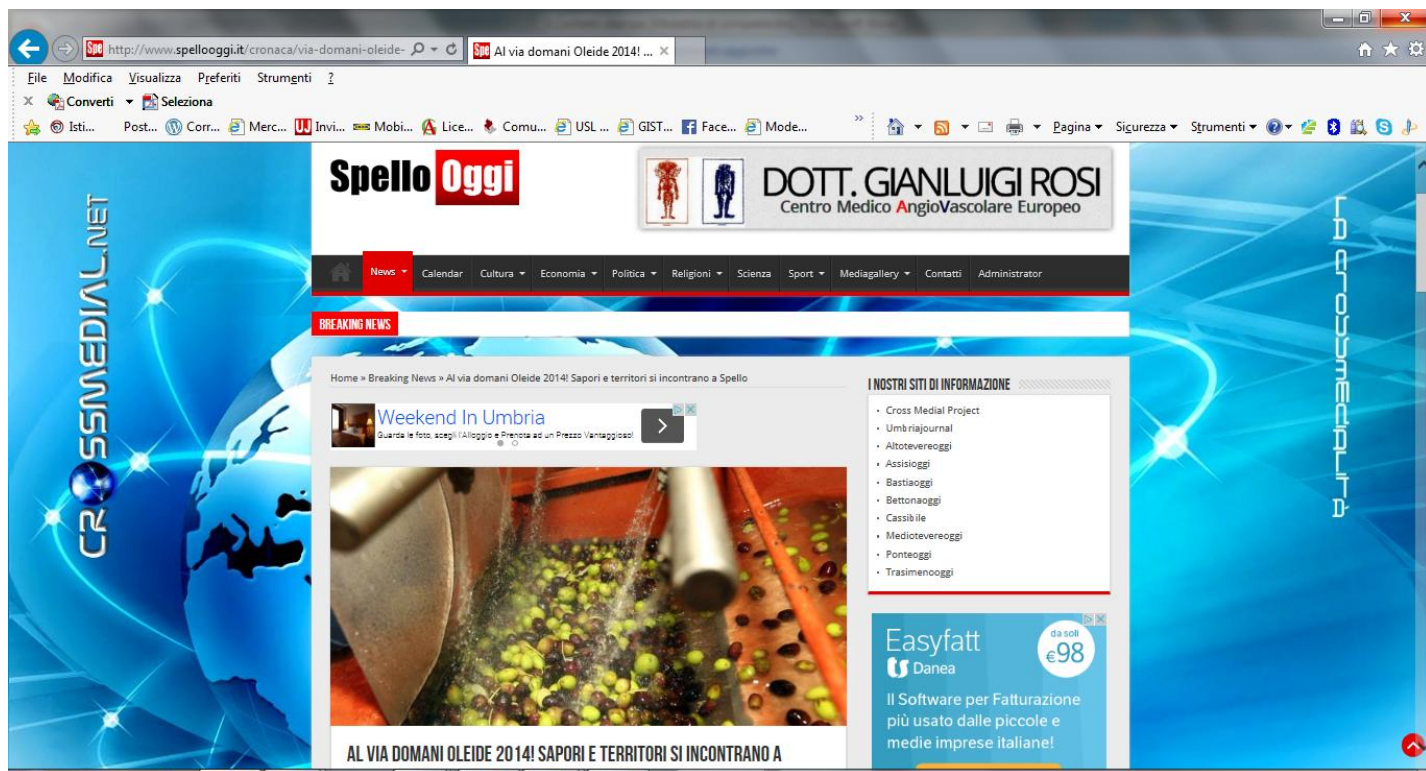 http://www.spellooggi.it/cronaca/via-domani-oleide-
Spe Al via domani Oleide 2014! ...
File Modifica Visualizza Preferiti Strumenti ?
Converti Seleziona
Isti... Post... Corr... Merc... Invi... Mobi... Lice... Comu... USL ... GIST... Face... Mode... Pagina Sicurezza Strumenti
Spello Oggi
DOTT. GIANLUIGI ROSI
Centro Medico AngioVascolare Europeo
News Calendar Cultura Economia Politica Religioni Scienza Sport Mediagallery Contatti Administrator
BREAKING NEWS
Home » Breaking News » Al via domani Oleide 2014! Sapori e territori si incontrano a Spello
Weekend In Umbria
Guarda le foto, scegli l'Alloggio e Prenota ad un Prezzo Vantaggioso!
AL VIA DOMANI OLEIDE 2014! SAPORI E TERRITORI SI INCONTRANO A
I NOSTRI SITI DI INFORMAZIONE
Cross Medial Project
Umbriajournal
Altotevereoggi
Assisioggi
Bastiaoggi
Bettonaoggi
Cassibile
Mediotevereoggi
Ponteoggi
Trasimenooggi
Easyfatt
Danea
da soli
€98
Il Software per Fatturazione
più usato dalle piccole e
medie imprese italiane!
CROSSMEDIAL.NET
LA CROSSMEDIALITÀ